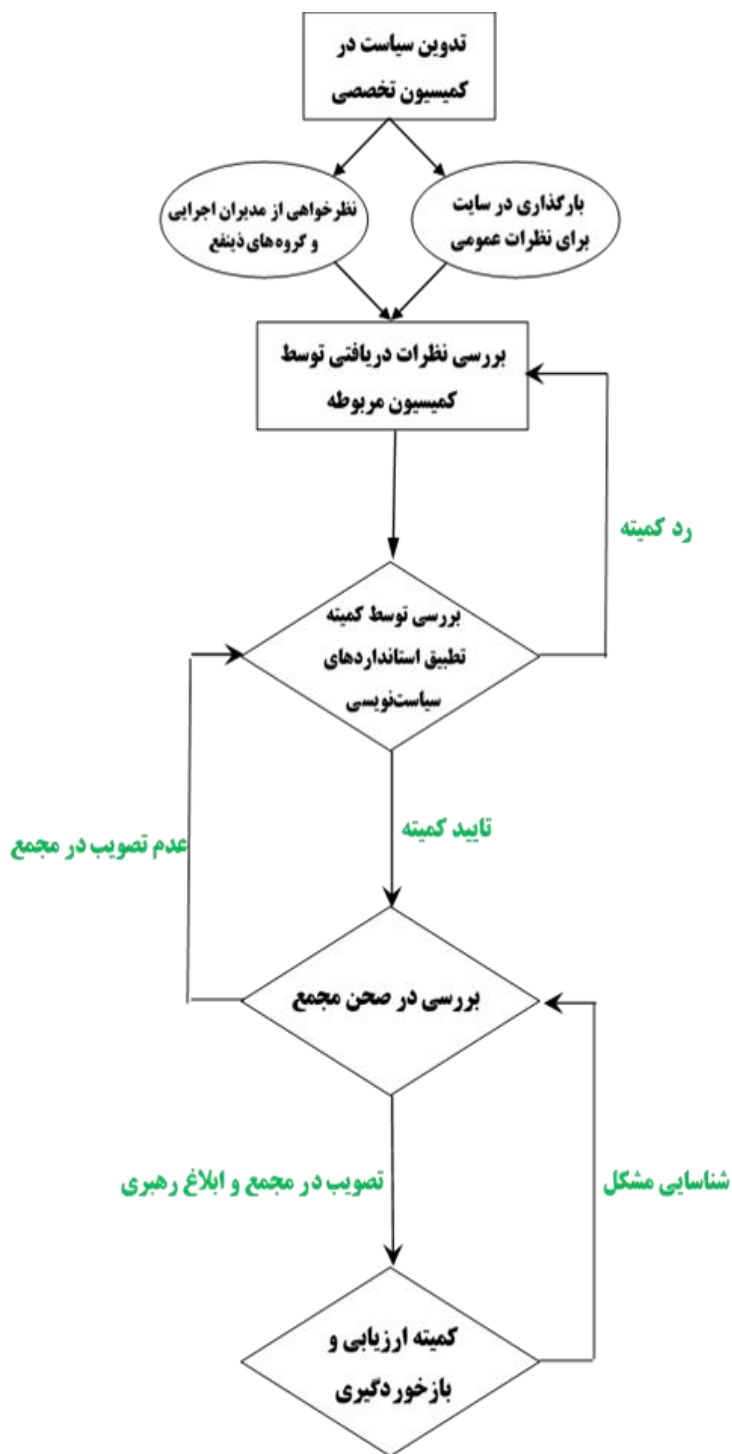 تدوین سیاست در
کمیسیون تخصصی
بارگذاری در سایت
برای نظرات عمومی
نظرخواهی از مدیران اجرایی
و گروه‌های ذینفع
بررسی نظرات دریافتی توسط
کمیسیون مربوطه
رد کمیته
بررسی توسط کمیته
تطبیق استانداردهای
سیاست‌نویسی
تایید کمیته
عدم تصویب در مجمع
بررسی در صحن مجمع
تصویب در مجمع و ابلاغ رهبری
شناسایی مشکل
کمیته ارزیابی و
بازخوردگیری